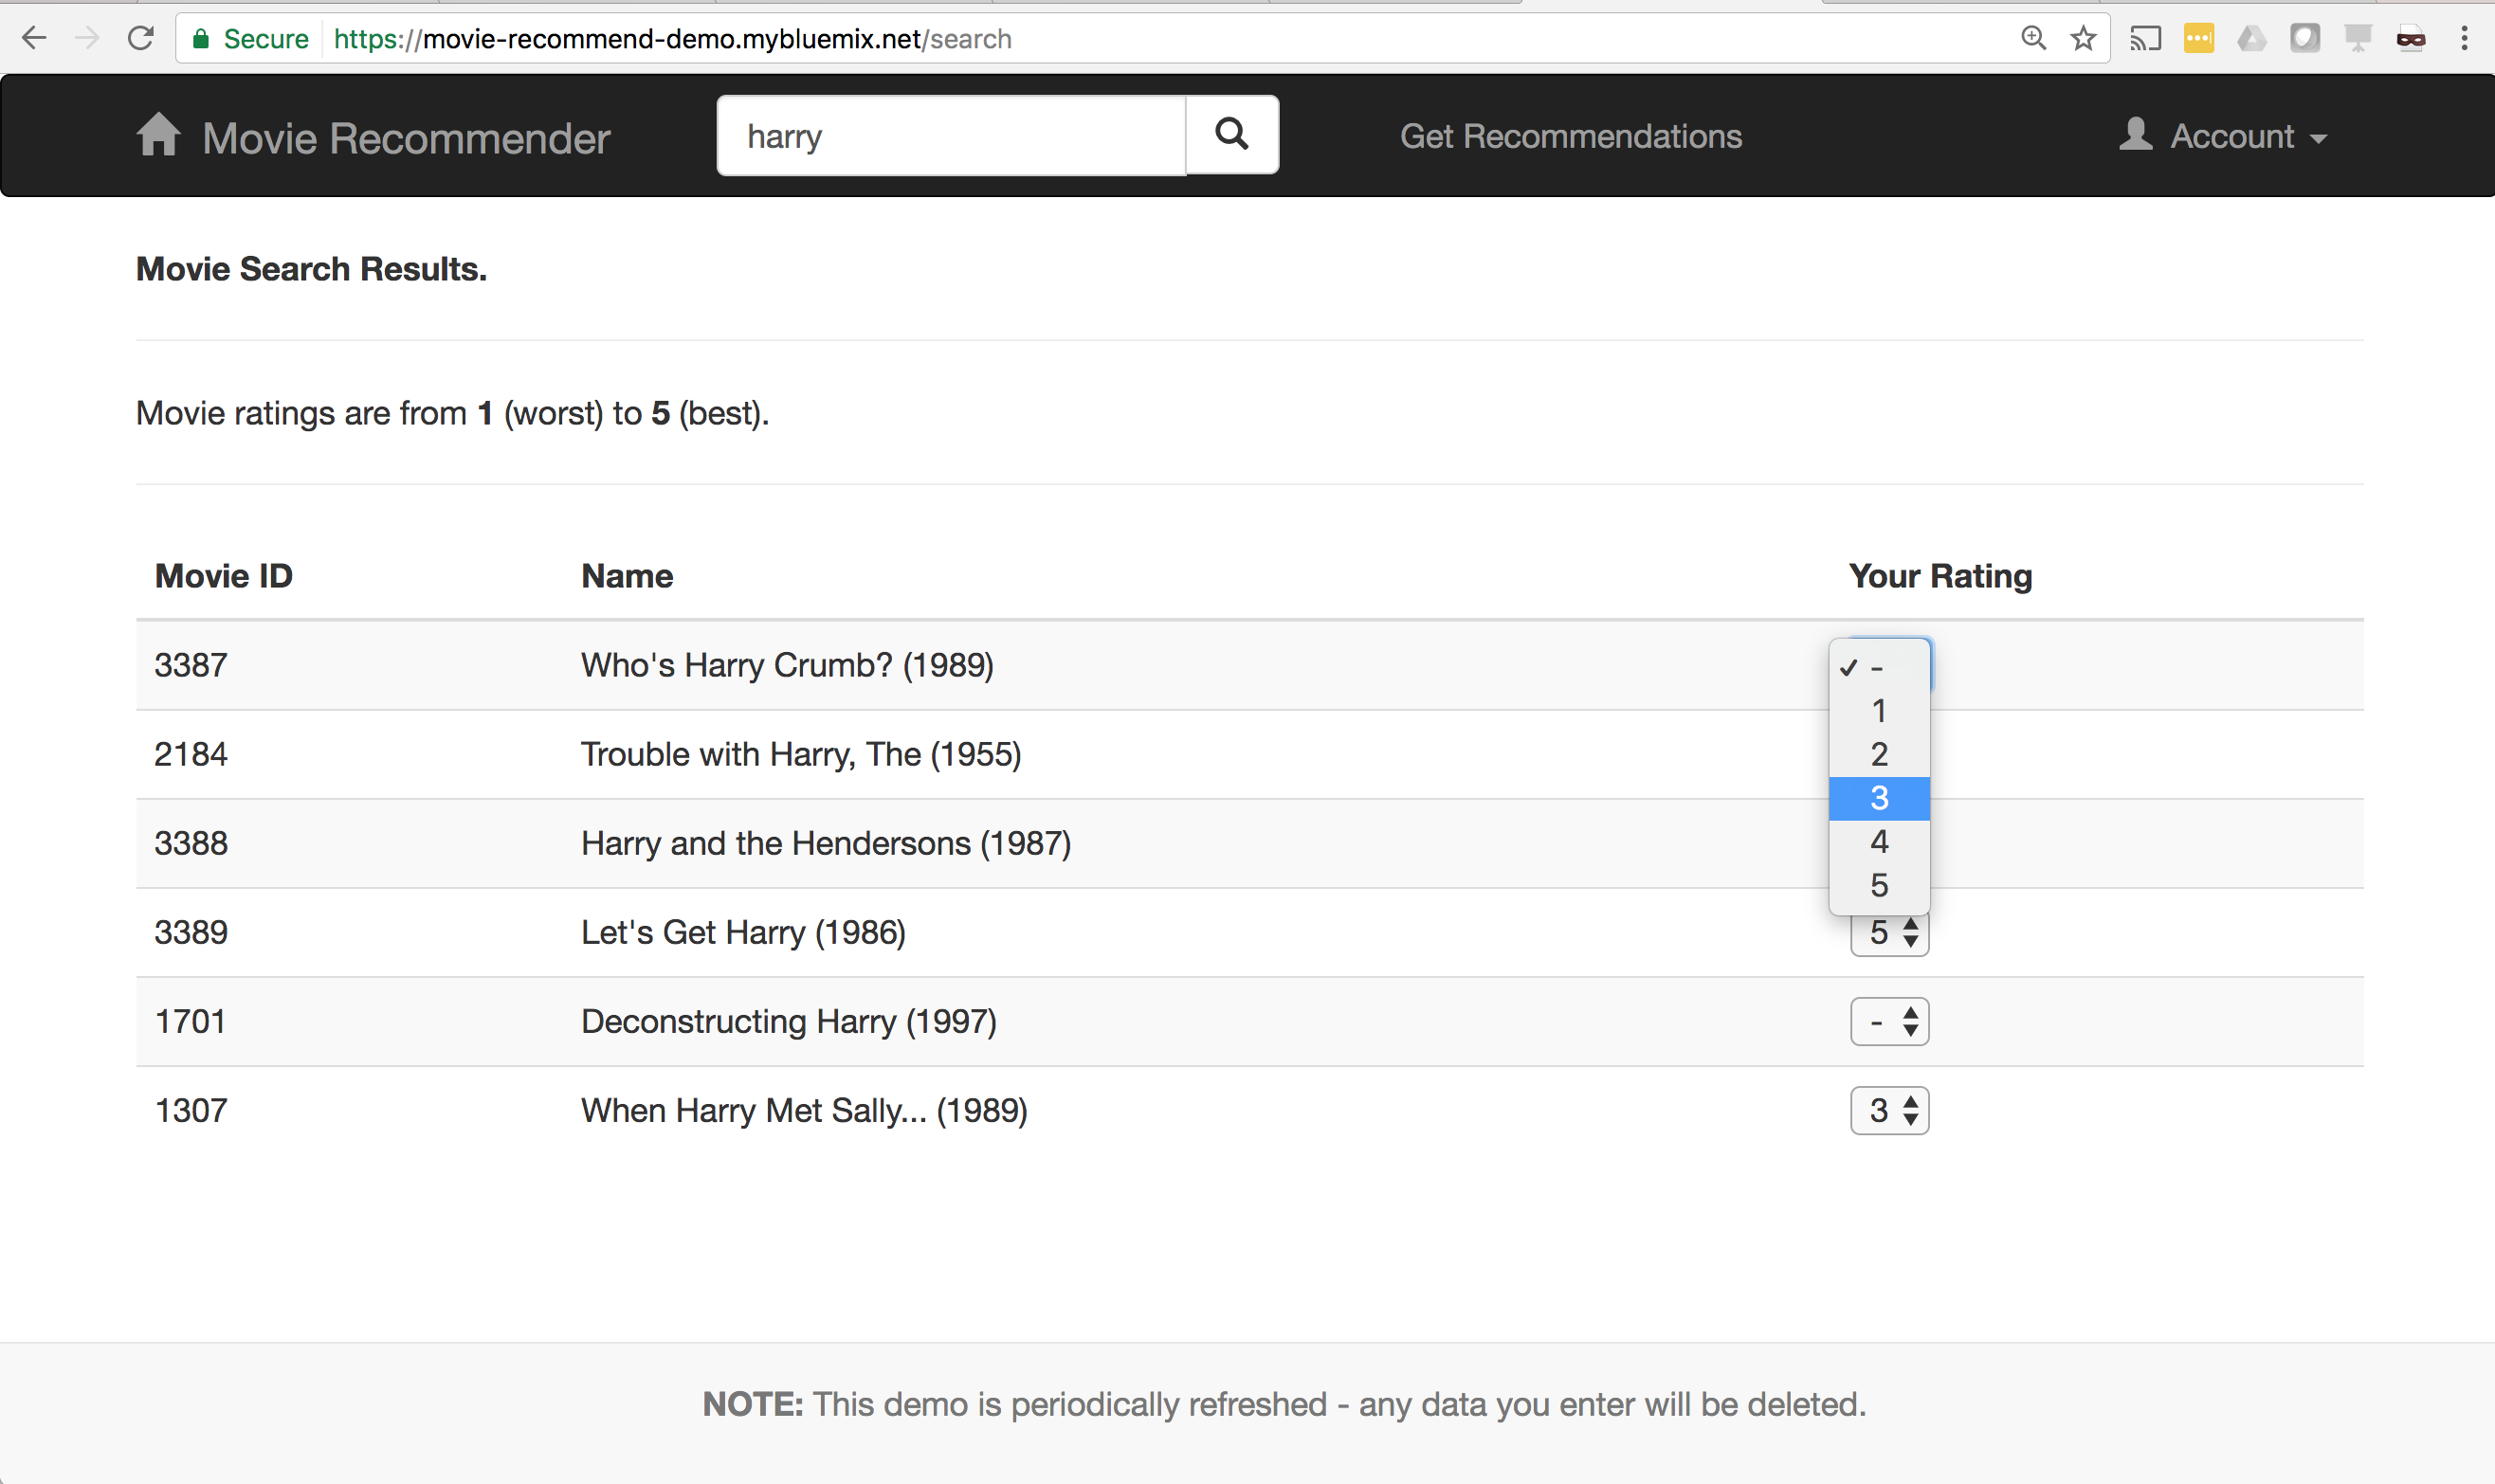 Secure https://movie-recommend-demo.mybluemix.net/search
Movie Recommender harry Get Recommendations Account
Movie Search Results.
Movie ratings are from 1 (worst) to 5 (best).
Movie ID Name Your Rating
3387 Who's Harry Crumb? (1989) ✓ -
1
2184 Trouble with Harry, The (1955) 2
3
3388 Harry and the Hendersons (1987) 4
5
3389 Let's Get Harry (1986) 5
1701 Deconstructing Harry (1997) -
1307 When Harry Met Sally... (1989) 3
NOTE: This demo is periodically refreshed - any data you enter will be deleted.